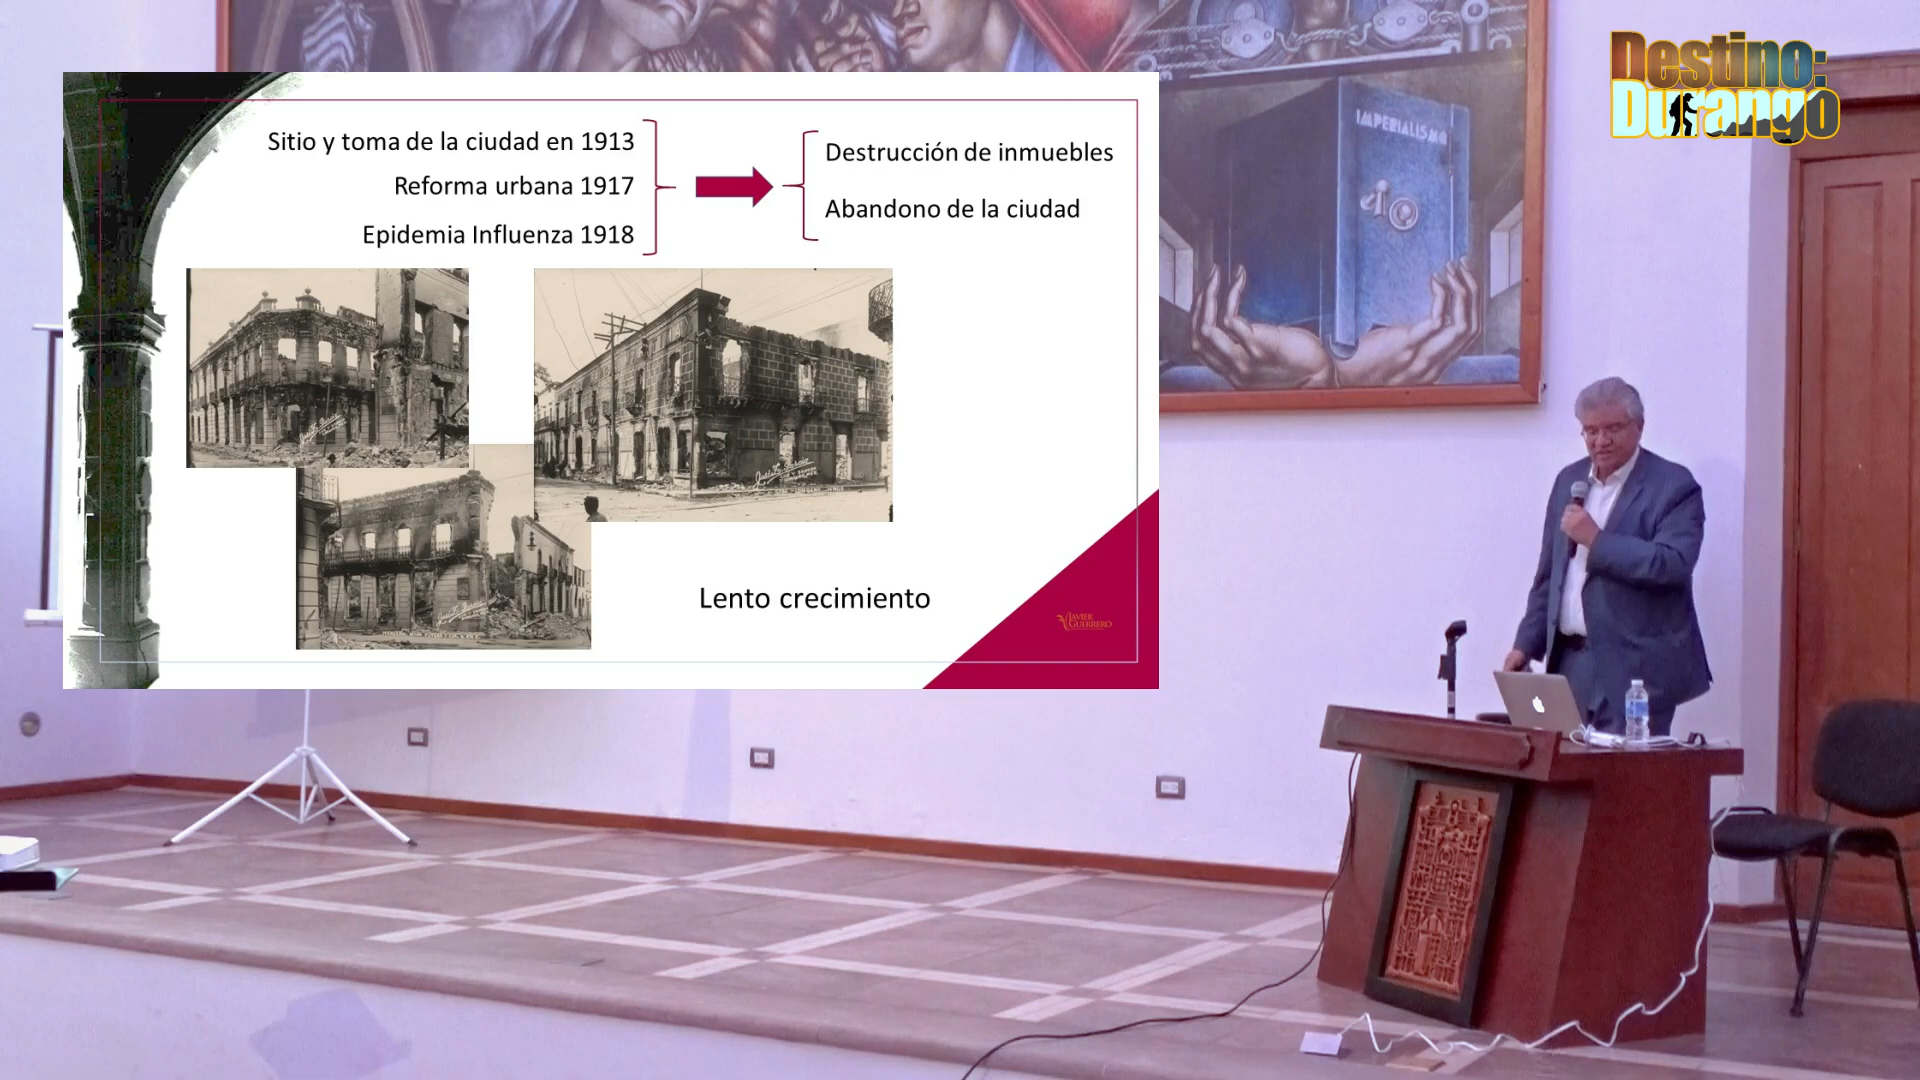 Destino:
Durango
IMPERIALISMO
Sitio y toma de la ciudad en 1913
Reforma urbana 1917
Epidemia Influenza 1918
Destrucción de inmuebles
Abandono de la ciudad
Lento crecimiento
JAVIER
GUERRERO